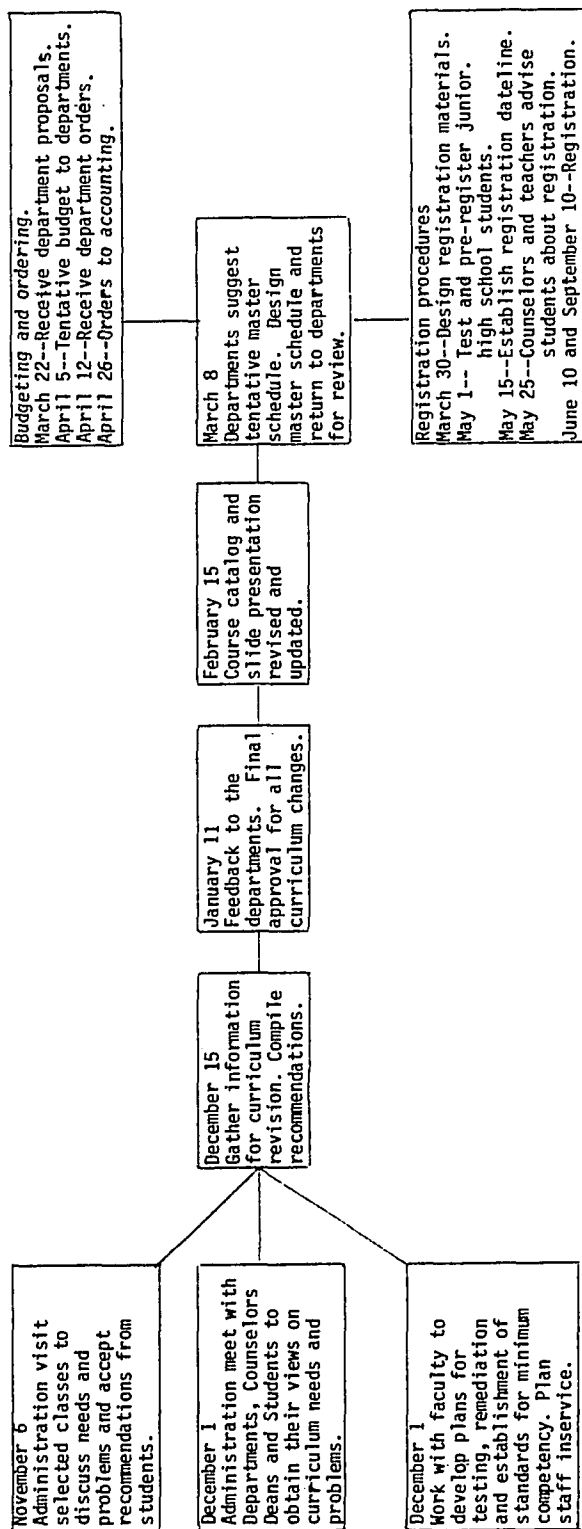 November 6
Administration visit
selected classes to
discuss needs and
problems and accept
recommendations from
students.
December 1
Administration meet with
Departments, Counselors
Deans and Students to
obtain their views on
curriculum needs and
problems.
December 1
Work with faculty to
develop plans for
testing, remediation
and establishment of
standards for minimum
competency. Plan
staff inservice.
December 15
Gather information
for curriculum
revision. Compile
recommendations.
January 11
Feedback to the
departments. Final
approval for all
curriculum changes.
February 15
Course catalog and
slide presentation
revised and
updated.
March 8
Departments suggest
tentative master
schedule. Design
master schedule and
return to departments
for review.
Budgeting and ordering.
March 22--Receive department proposals.
April 5--Tentative budget to departments.
April 12--Receive department orders.
April 26--Orders to accounting.
Registration procedures
March 30--Design registration materials.
May 1-- Test and pre-register junior.
high school students.
May 15--Establish registration dateline.
May 25--Counselors and teachers advise
students about registration.
June 10 and September 10--Registration.